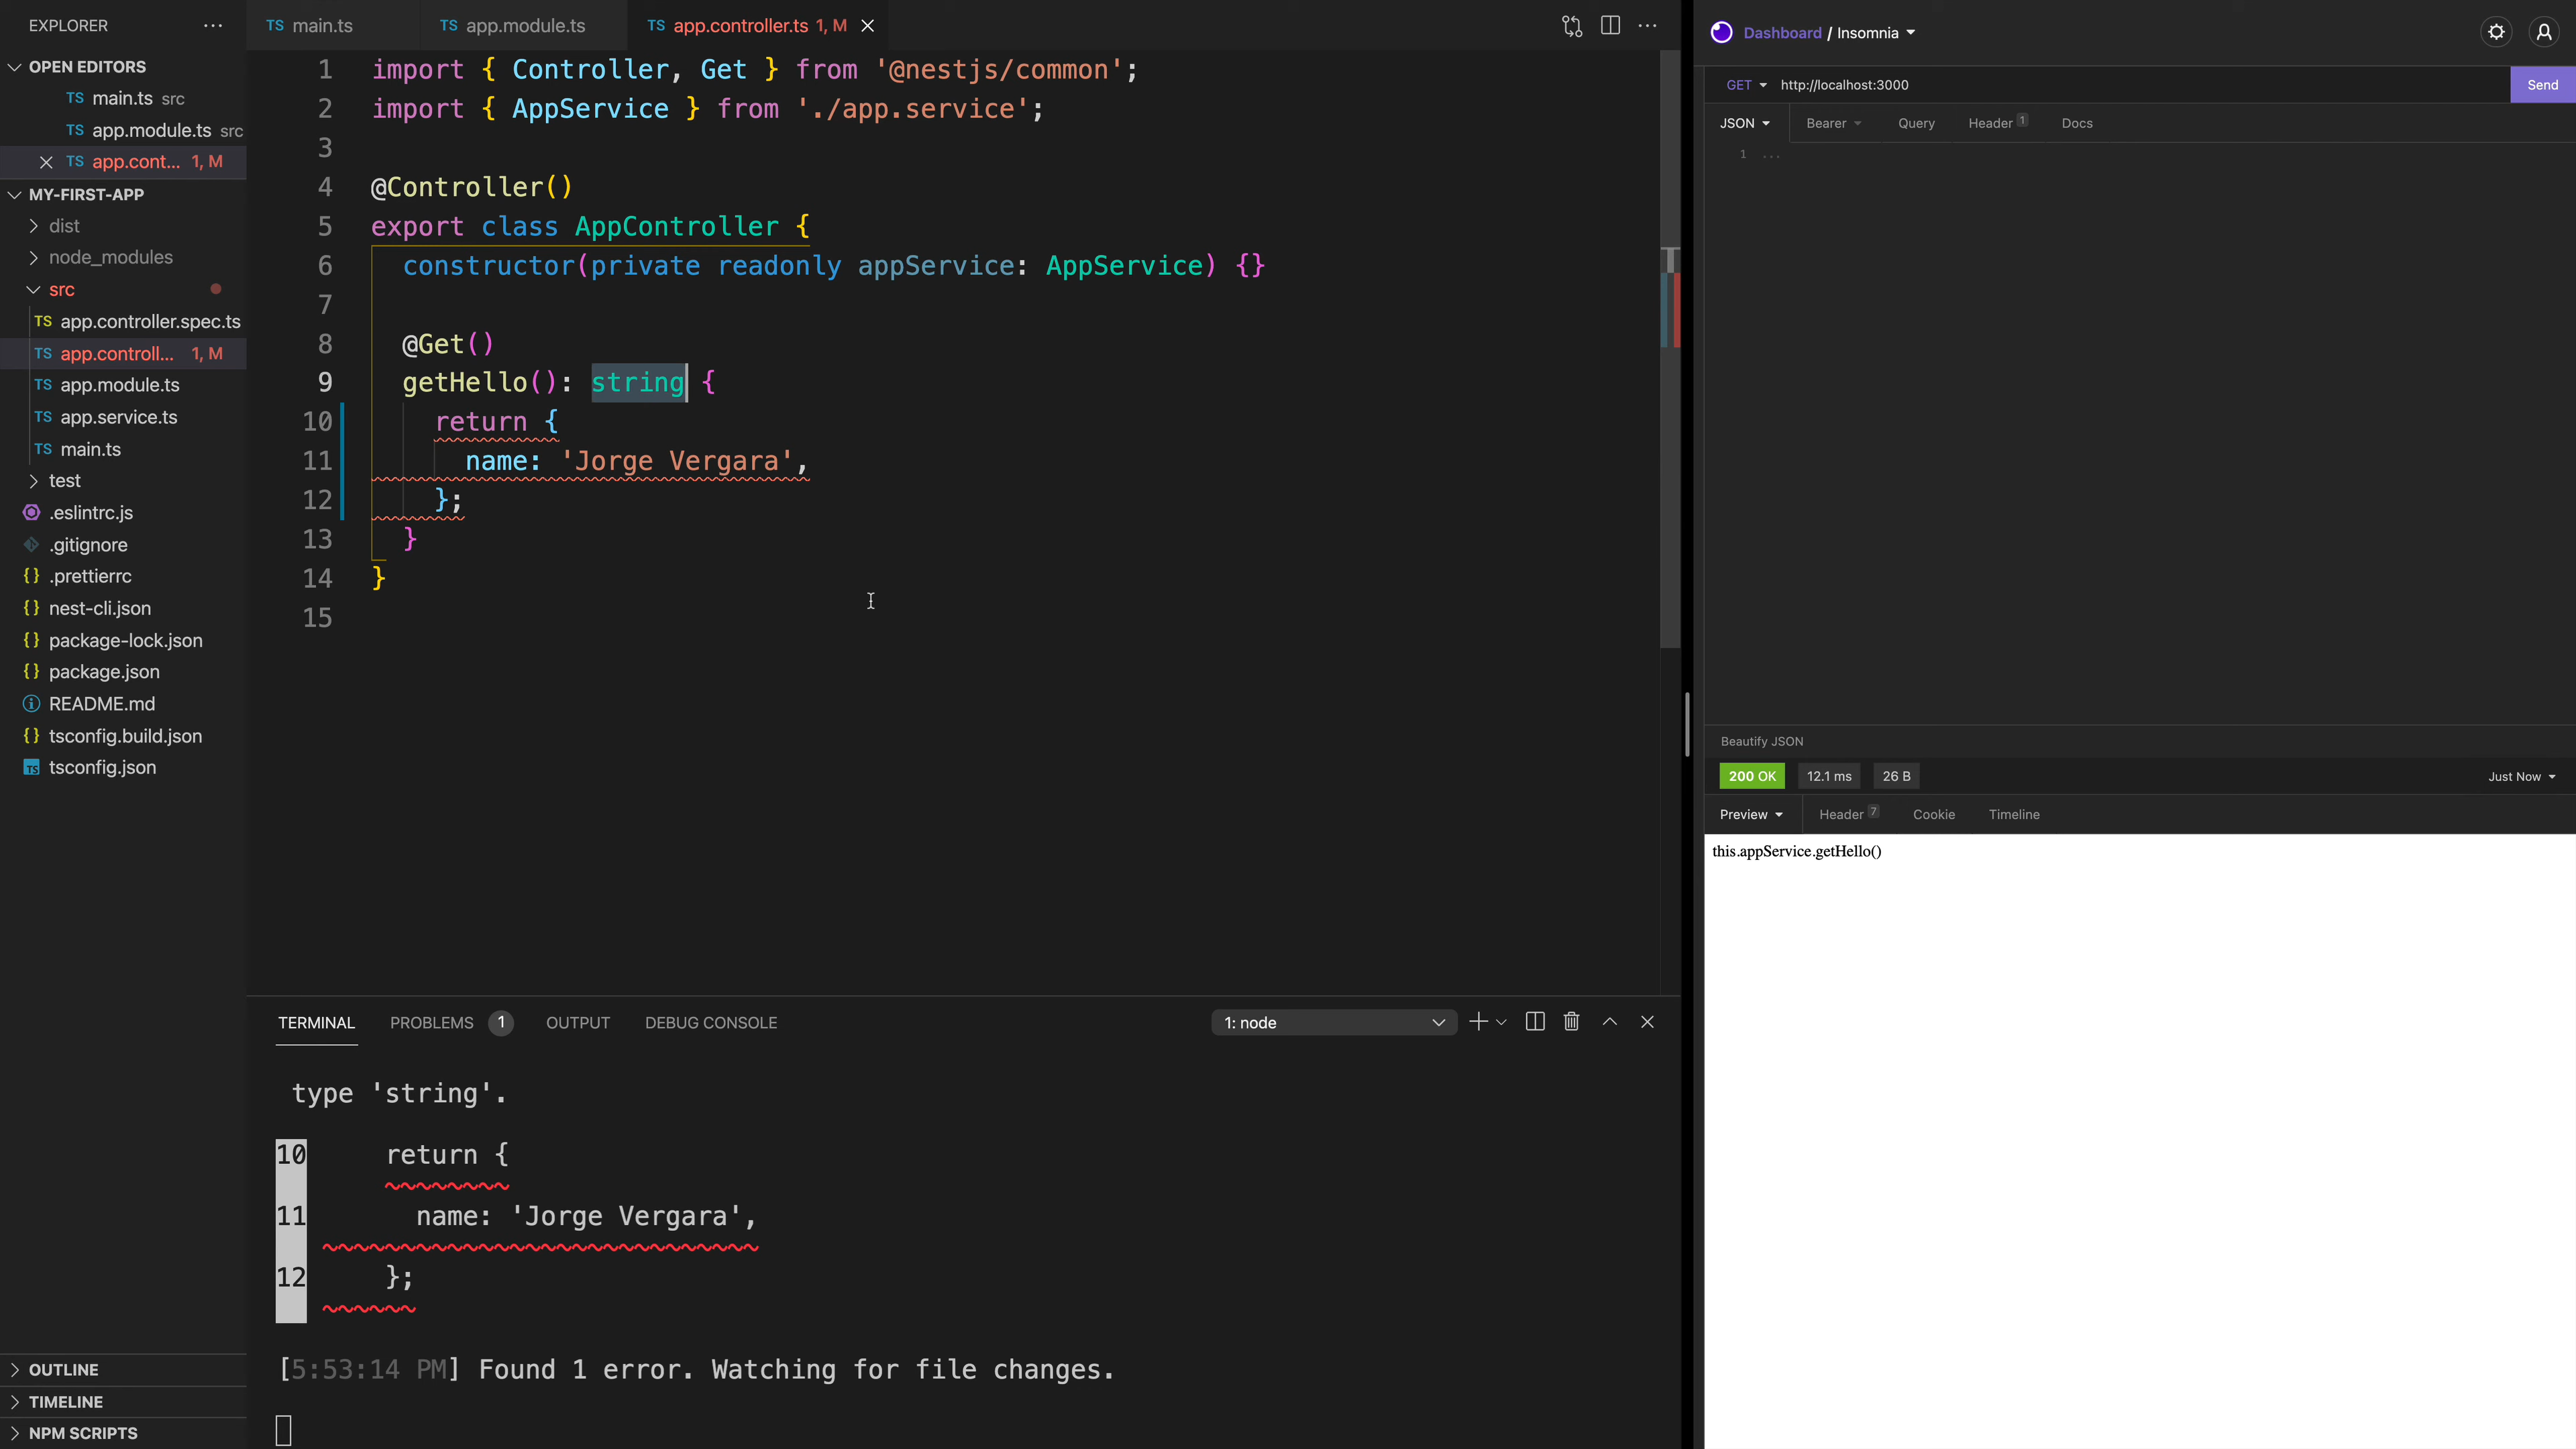 EXPLORER
OPEN EDITORS
TS main.ts src
TS app.module.ts src
TS app.cont... 1, M
MY-FIRST-APP
dist
node_modules
src
TS app.controller.spec.ts
TS app.controll... 1, M
TS app.module.ts
TS app.service.ts
TS main.ts
test
.eslintrc.js
.gitignore
{} .prettierrc
{} nest-cli.json
{} package-lock.json
{} package.json
README.md
{} tsconfig.build.json
TS tsconfig.json
OUTLINE
TIMELINE
NPM SCRIPTS
TS main.ts TS app.module.ts TS app.controller.ts 1, M
1 import { Controller, Get } from '@nestjs/common';
2 import { AppService } from './app.service';
3
4 @Controller()
5 export class AppController {
6 constructor(private readonly appService: AppService) {}
7
8 @Get()
9 getHello(): string {
10 return {
11 name: 'Jorge Vergara',
12 };
13 }
14 }
15
TERMINAL PROBLEMS 1 OUTPUT DEBUG CONSOLE 1: node
type 'string'.
10 return {
11 name: 'Jorge Vergara',
12 };
[5:53:14 PM] Found 1 error. Watching for file changes.
Dashboard / Insomnia
GET http://localhost:3000 Send
JSON Bearer Query Header 1 Docs
1 ...
Beautify JSON
200 OK 12.1 ms 26 B Just Now
Preview Header 7 Cookie Timeline
this.appService.getHello()